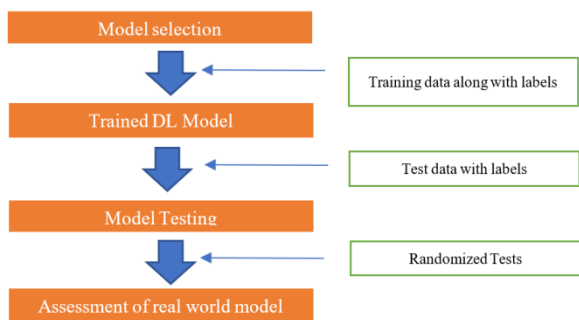 Model selection
Training data along with labels
Trained DL Model
Test data with labels
Model Testing
Randomized Tests
Assessment of real world model